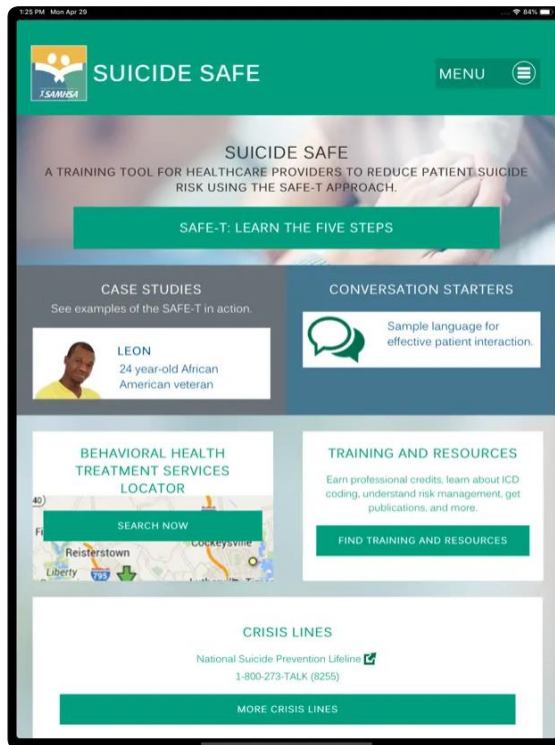 1:25 PM Mon Apr 29
84%
SAMHSA
SUICIDE SAFE
MENU
SUICIDE SAFE
A TRAINING TOOL FOR HEALTHCARE PROVIDERS TO REDUCE PATIENT SUICIDE
RISK USING THE SAFE-T APPROACH.
SAFE-T: LEARN THE FIVE STEPS
CASE STUDIES
See examples of the SAFE-T in action.
LEON
24 year-old African
American veteran
CONVERSATION STARTERS
Sample language for
effective patient interaction.
BEHAVIORAL HEALTH
TREATMENT SERVICES
LOCATOR
40
SEARCH NOW
Cockeysville
Reisterstown
Liberty
795
TRAINING AND RESOURCES
Earn professional credits, learn about ICD
coding, understand risk management, get
publications, and more.
FIND TRAINING AND RESOURCES
CRISIS LINES
National Suicide Prevention Lifeline
1-800-273-TALK (8255)
MORE CRISIS LINES